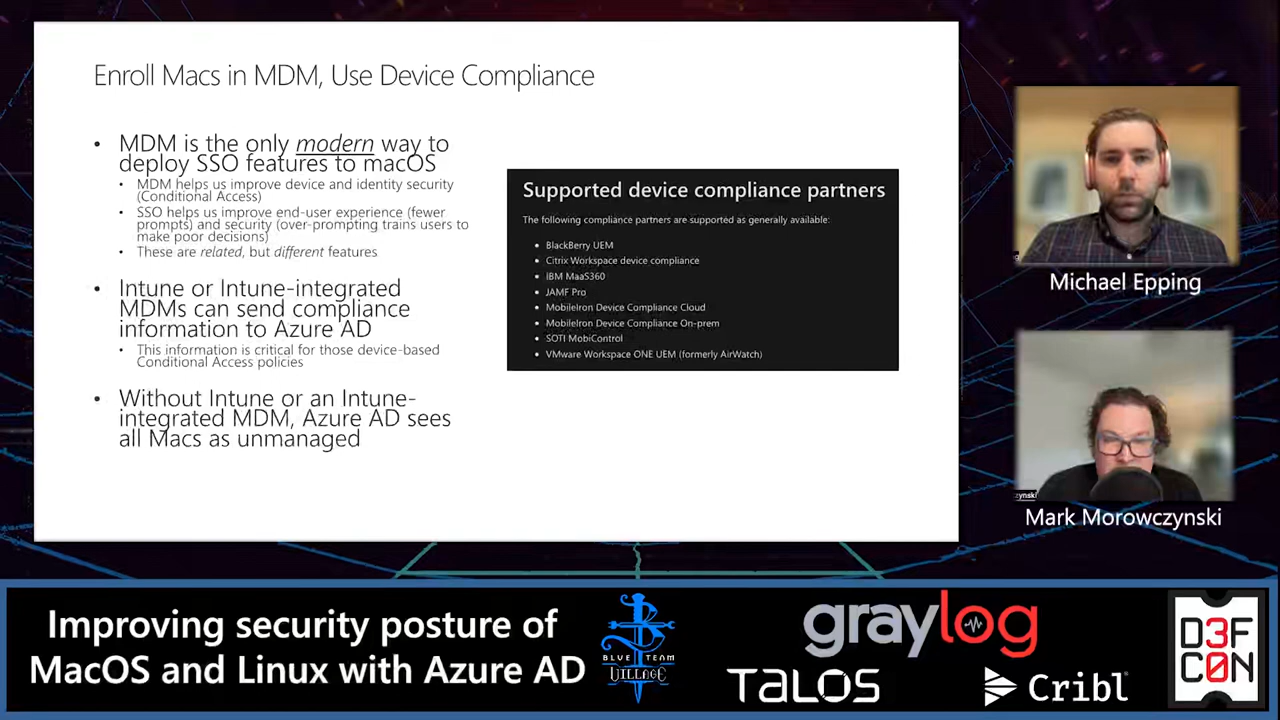 Enroll Macs in MDM, Use Device Compliance
• MDM is the only modern way to
deploy SSO features to macOS
• MDM helps us improve device and identity security
(Conditional Access)
• SSO helps us improve end-user experience (fewer
prompts) and security (over-prompting trains users to
make poor decisions)
• These are related, but different features
• Intune or Intune-integrated
MDMs can send compliance
information to Azure AD
• This information is critical for those device-based
Conditional Access policies
• Without Intune or an Intune-
integrated MDM, Azure AD sees
all Macs as unmanaged
Supported device compliance partners
The following compliance partners are supported as generally available:
• BlackBerry UEM
• Citrix Workspace device compliance
• IBM MaaS360
• JAMF Pro
• MobileIron Device Compliance Cloud
• MobileIron Device Compliance On-prem
• SOTI MobiControl
• VMware Workspace ONE UEM (formerly AirWatch)
Michael Epping
zynski
Mark Morowczynski
Improving security posture of
MacOS and Linux with Azure AD
BLUE TEAM
VILLAGE
graylog
TALOS
Cribl
D3F
C0N